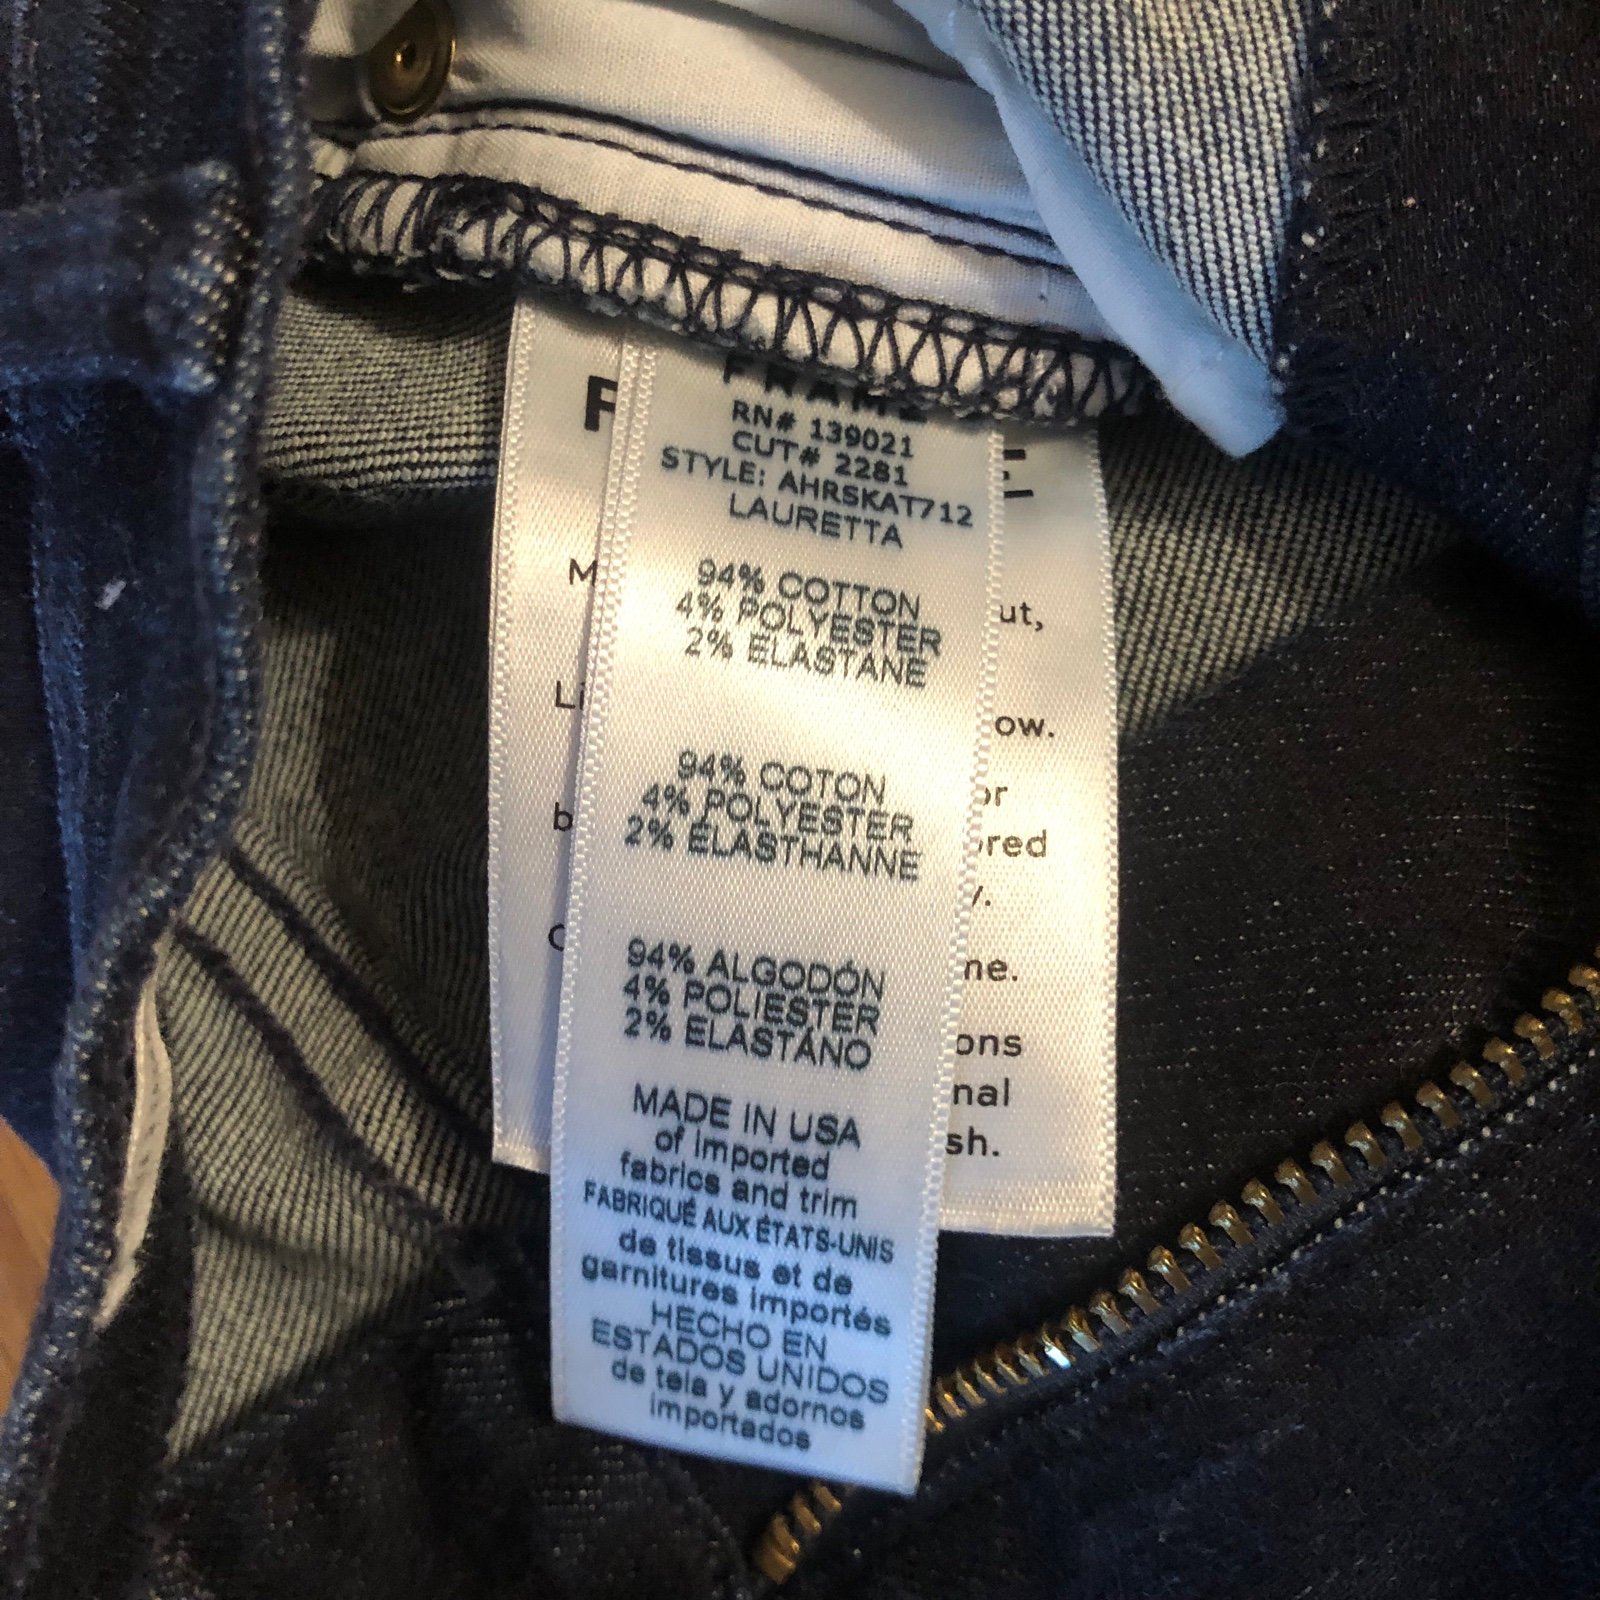 FRAME
RN# 139021
CUT# 2281
STYLE: AHRSKAT712
LAURETTA
94% COTTON
4% POLYESTER
2% ELASTANE
94% COTON
4% POLYESTER
2% ÉLASTHANNE
94% ALGODÓN
4% POLIÉSTER
2% ELASTÁNO
MADE IN USA
of imported
fabrics and trim
FABRIQUÉ AUX ÉTATS-UNIS
de tissus et de
garnitures importés
HECHO EN
ESTADOS UNIDOS
de tela y adornos
importados